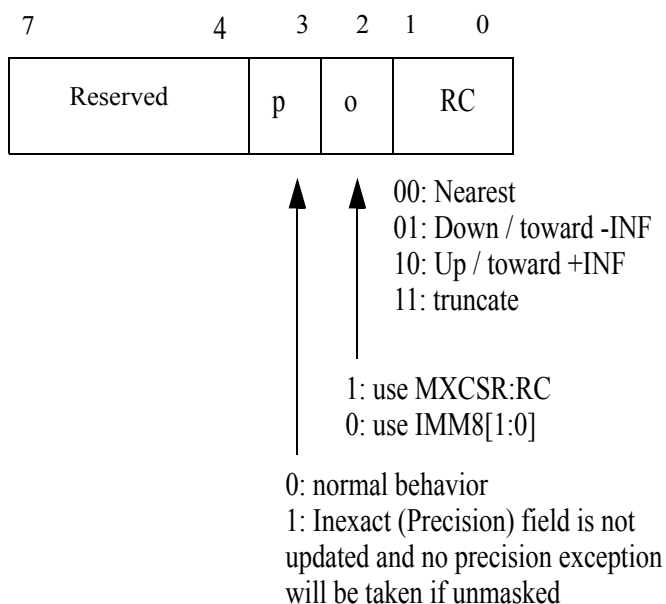 7 4 3 2 1 0
Reserved p o RC
00: Nearest
01: Down / toward -INF
10: Up / toward +INF
11: truncate
1: use MXCSR:RC
0: use IMM8[1:0]
0: normal behavior
1: Inexact (Precision) field is not
updated and no precision exception
will be taken if unmasked